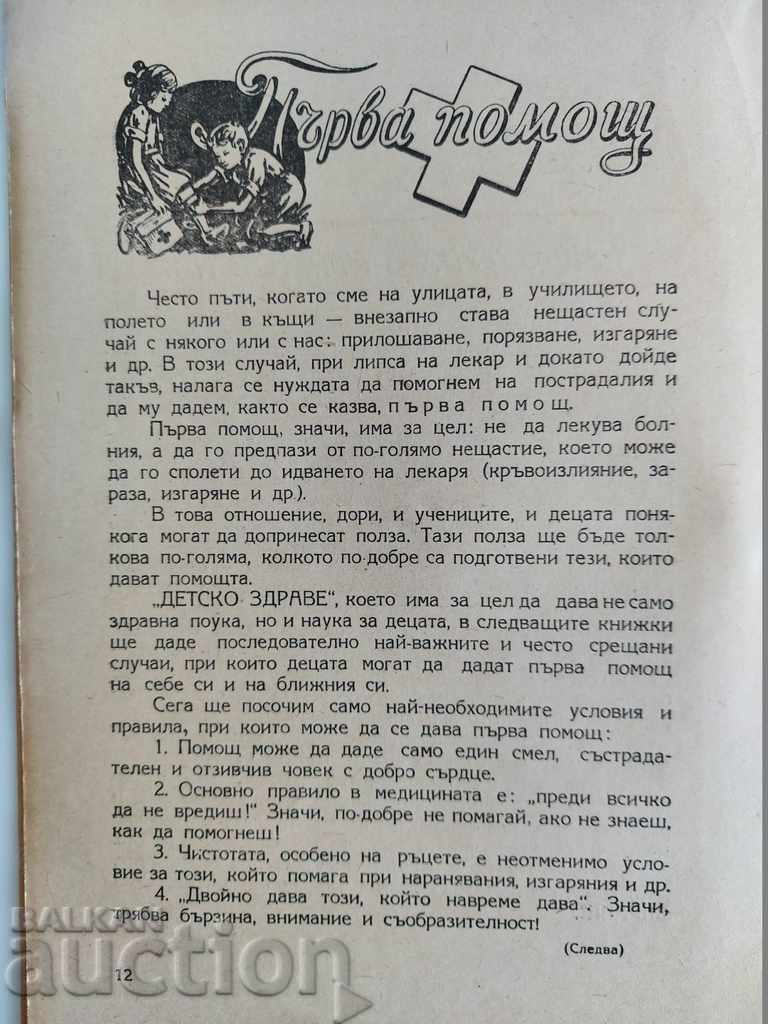 Първа помощ
Често пъти, когато сме на улицата, в училището, на
полето или в къщи — внезапно става нещастен слу-
чай с някого или с нас: прилошаване, порязване, изгаряне
и др. В този случай, при липса на лекар и докато дойде
такъв, налага се нуждата да помогнем на пострадалия и
да му дадем, както се казва, първа помощ.
Първа помощ, значи, има за цел: не да лекува бол-
ния, а да го предпази от по-голямо нещастие, което може
да го сполети до идването на лекаря (кръвоизлияние, за-
раза, изгаряне и др.).
В това отношение, дори, и учениците, и децата поня-
кога могат да допринесат полза. Тази полза ще бъде тол-
кова по-голяма, колкото по-добре са подготвени тези, които
дават помощта.
„ДЕТСКО ЗДРАВЕ“, което има за цел да дава не само
здравна поука, но и наука за децата, в следващите книжки
ще даде последователно най-важните и често срещани
случаи, при които децата могат да дадат първа помощ
на себе си и на ближния си.
Сега ще посочим само най-необходимите условия и
правила, при които може да се дава първа помощ:
1. Помощ може да даде само един смел, състрада-
телен и отзивчив човек с добро сърдце.
2. Основно правило в медицината е: „преди всичко
да не вредиш!“ Значи, по-добре не помагай, ако не знаеш,
как да помогнеш!
3. Чистотата, особено на ръцете, е неотменимо усло-
вие за този, който помага при наранявания, изгаряния и др.
4. „Двойно дава този, който навреме дава“. Значи,
трябва бързина, внимание и съобразителност!
(Следва)
12
BALKAN
auction